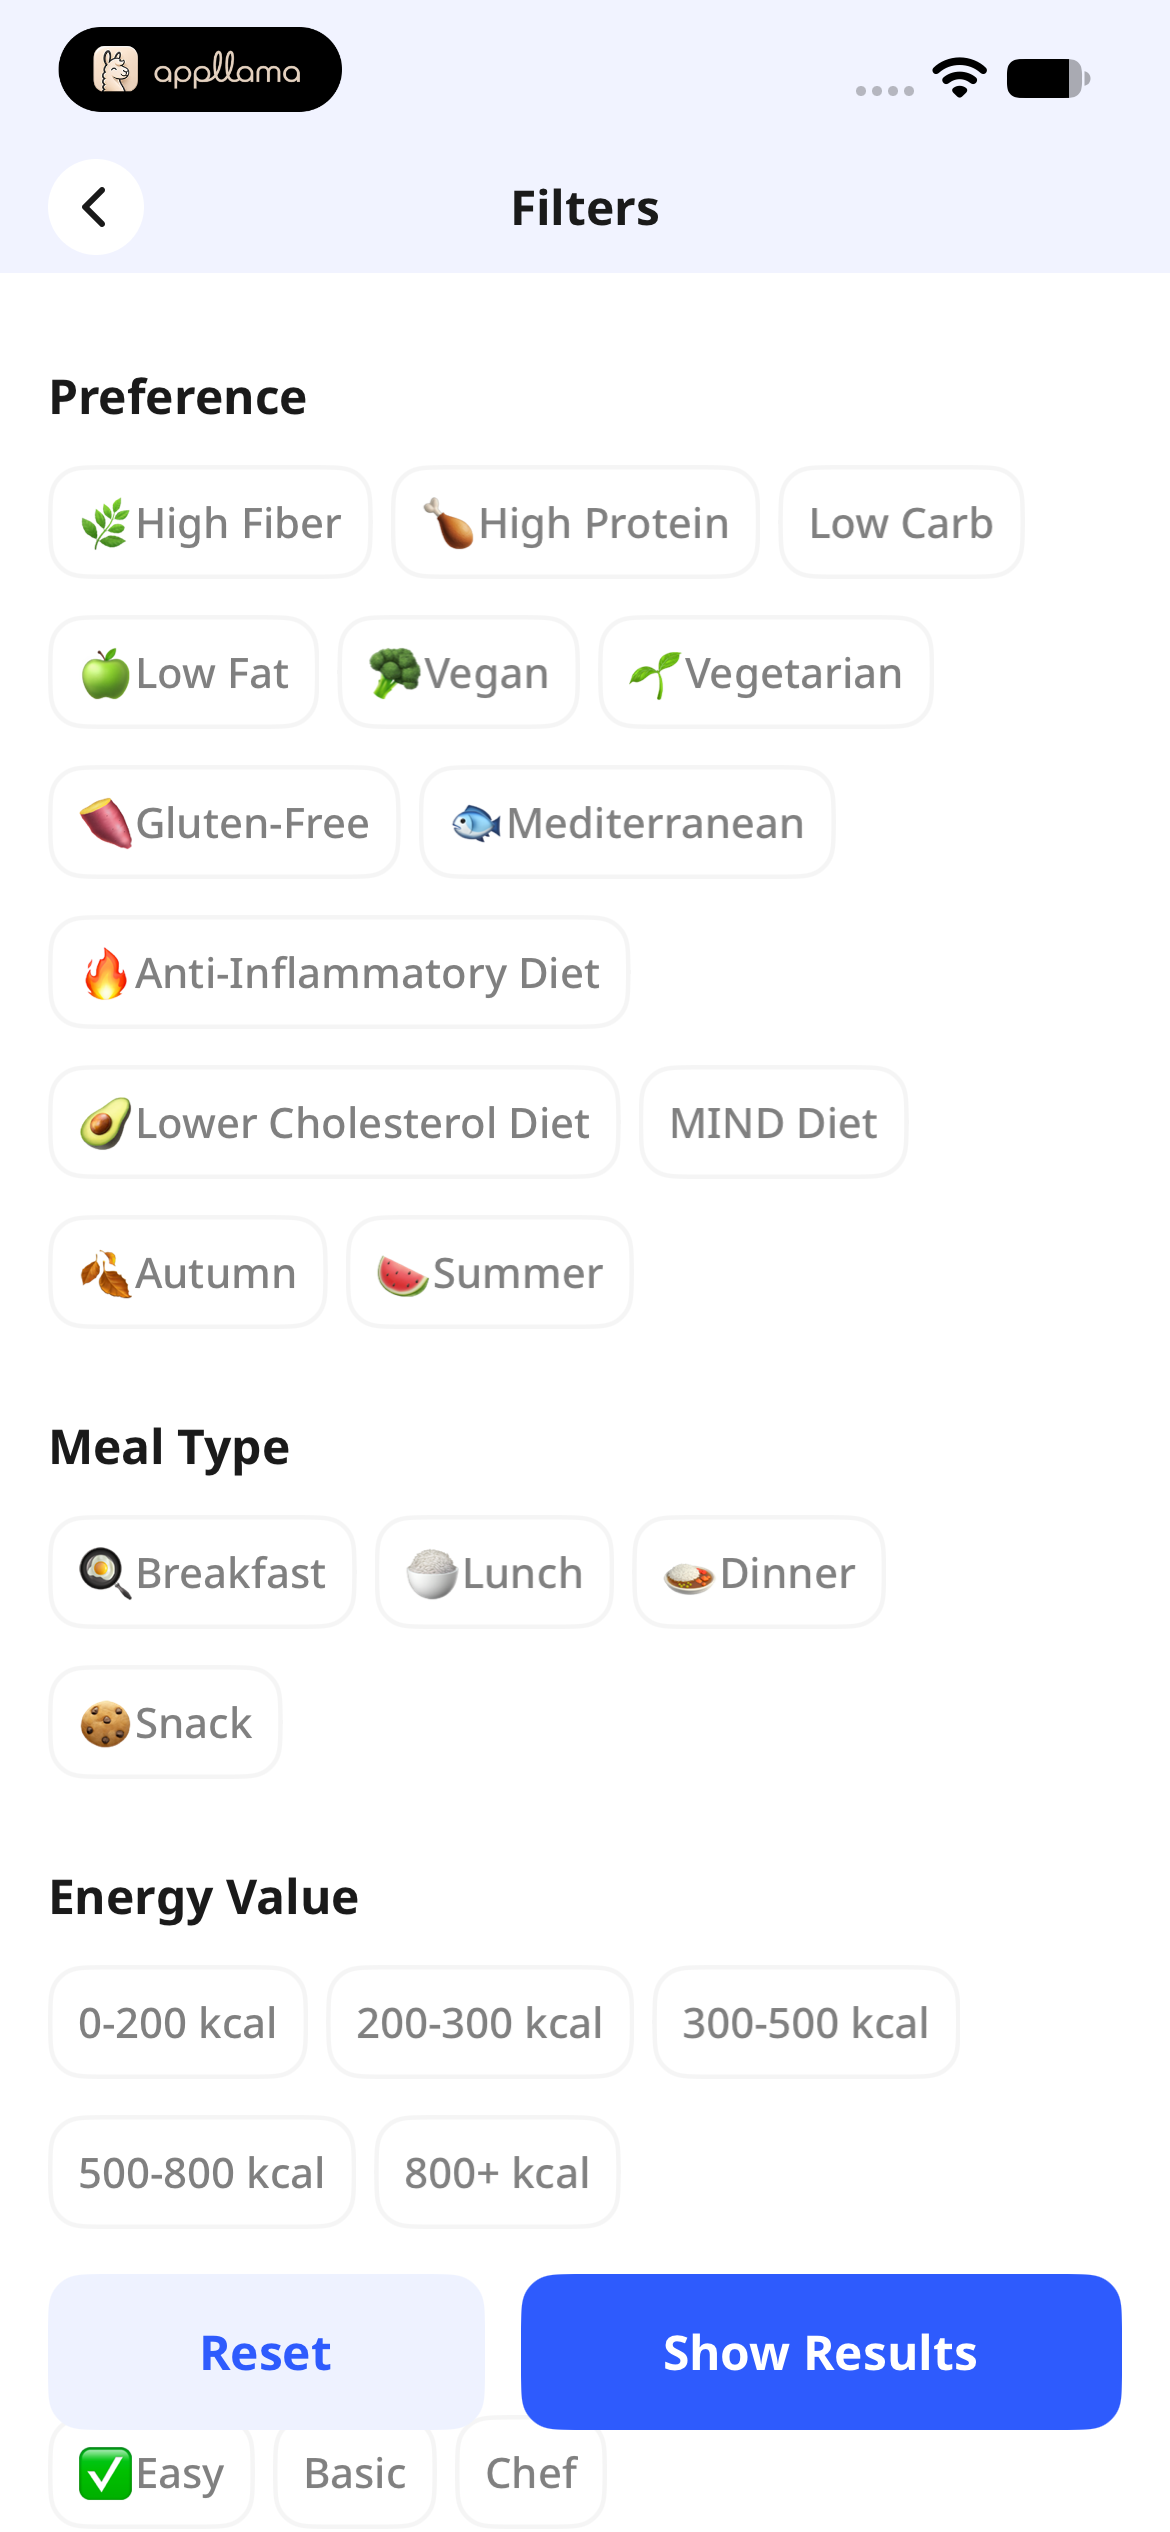 appllama
Filters
Preference
High Fiber
High Protein
Low Carb
Low Fat
Vegan
Vegetarian
Gluten-Free
Mediterranean
Anti-Inflammatory Diet
Lower Cholesterol Diet
MIND Diet
Autumn
Summer
Meal Type
Breakfast
Lunch
Dinner
Snack
Energy Value
0-200 kcal
200-300 kcal
300-500 kcal
500-800 kcal
800+ kcal
Reset
Show Results
Easy
Basic
Chef